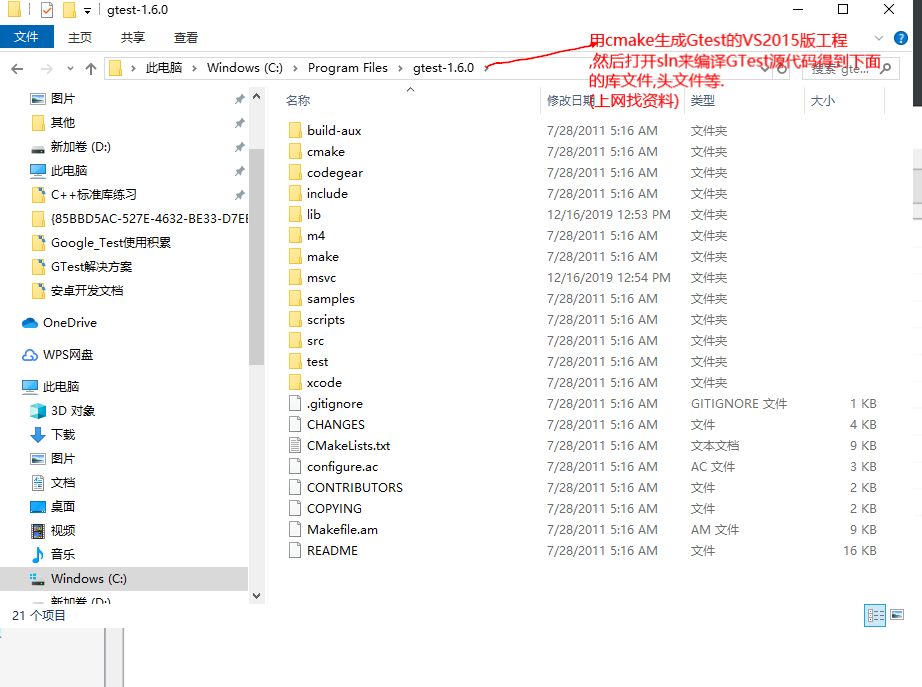 gtest-1.6.0
文件 主页 共享 查看
此电脑 Windows (C:) Program Files gtest-1.6.0
用cmake生成Gtest的VS2015版工程
,然后打开sln来编译GTest源代码得到下面
的库文件,头文件等.
(上网找资料)
搜索"gte...
名称 修改日期 类型 大小
图片
其他
新加卷 (D:)
此电脑
C++标准库练习
{85BBD5AC-527E-4632-BE33-D7EE
Google_Test使用积累
GTest解决方案
安卓开发文档
OneDrive
WPS网盘
此电脑
3D 对象
下载
图片
文档
桌面
视频
音乐
Windows (C:)
新加卷 (D:)
build-aux 7/28/2011 5:16 AM 文件夹
cmake 7/28/2011 5:16 AM 文件夹
codegear 7/28/2011 5:16 AM 文件夹
include 7/28/2011 5:16 AM 文件夹
lib 12/16/2019 12:53 PM 文件夹
m4 7/28/2011 5:16 AM 文件夹
make 7/28/2011 5:16 AM 文件夹
msvc 12/16/2019 12:54 PM 文件夹
samples 7/28/2011 5:16 AM 文件夹
scripts 7/28/2011 5:16 AM 文件夹
src 7/28/2011 5:16 AM 文件夹
test 7/28/2011 5:16 AM 文件夹
xcode 7/28/2011 5:16 AM 文件夹
.gitignore 7/28/2011 5:16 AM GITIGNORE 文件 1 KB
CHANGES 7/28/2011 5:16 AM 文件 4 KB
CMakeLists.txt 7/28/2011 5:16 AM 文本文档 9 KB
configure.ac 7/28/2011 5:16 AM AC 文件 3 KB
CONTRIBUTORS 7/28/2011 5:16 AM 文件 2 KB
COPYING 7/28/2011 5:16 AM 文件 2 KB
Makefile.am 7/28/2011 5:16 AM AM 文件 9 KB
README 7/28/2011 5:16 AM 文件 16 KB
21 个项目